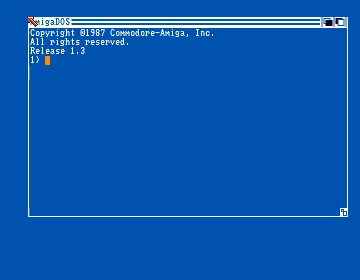 AmigaDOS
Copyright ©1987 Commodore-Amiga, Inc.
All rights reserved.
Release 1.3
1)